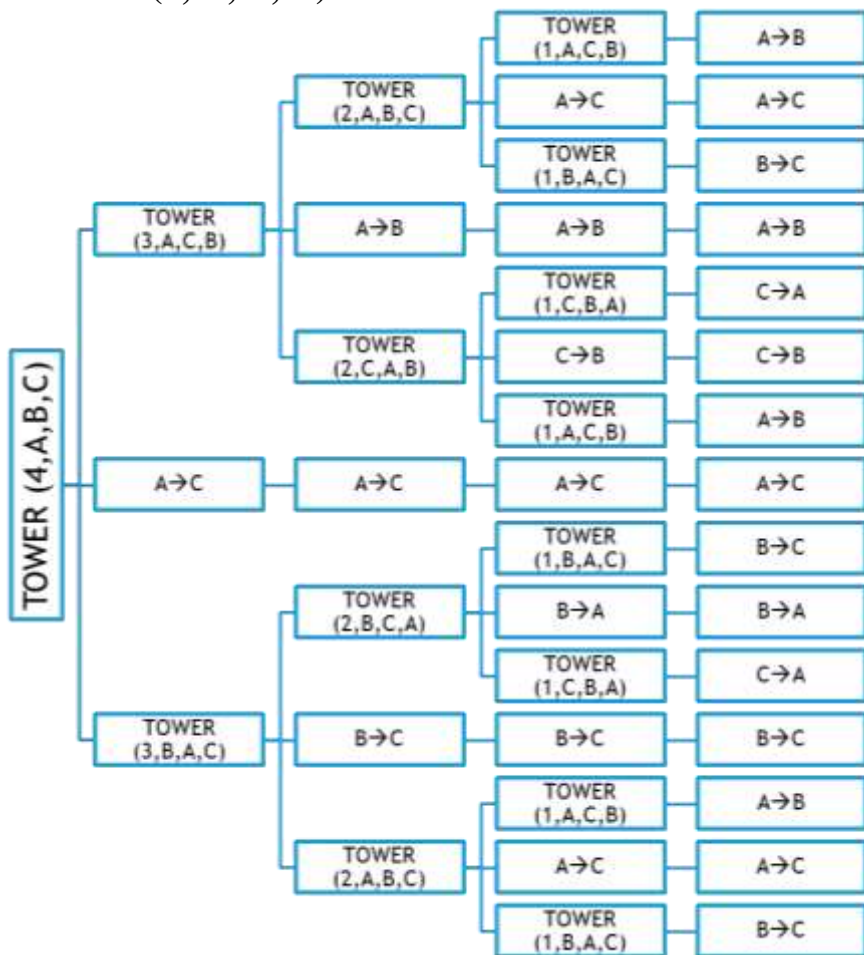 TOWER (4,A,B,C)
TOWER
(3,A,C,B)
A→C
TOWER
(3,B,A,C)
TOWER
(2,A,B,C)
A→B
TOWER
(2,C,A,B)
A→C
TOWER
(2,B,C,A)
B→C
TOWER
(2,A,B,C)
TOWER
(1,A,C,B)
A→C
TOWER
(1,B,A,C)
A→B
TOWER
(1,C,B,A)
C→B
TOWER
(1,A,C,B)
A→C
TOWER
(1,B,A,C)
B→A
TOWER
(1,C,B,A)
B→C
TOWER
(1,A,C,B)
A→C
TOWER
(1,B,A,C)
A→B
A→C
B→C
A→B
C→A
C→B
A→B
A→C
B→C
B→A
C→A
B→C
A→B
A→C
B→C